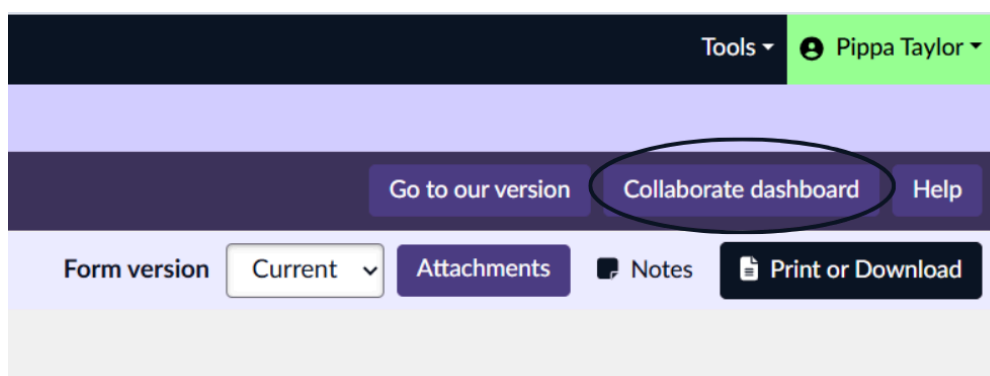 Tools Pippa Taylor
Go to our version Collaborate dashboard Help
Form version Current Attachments Notes Print or Download